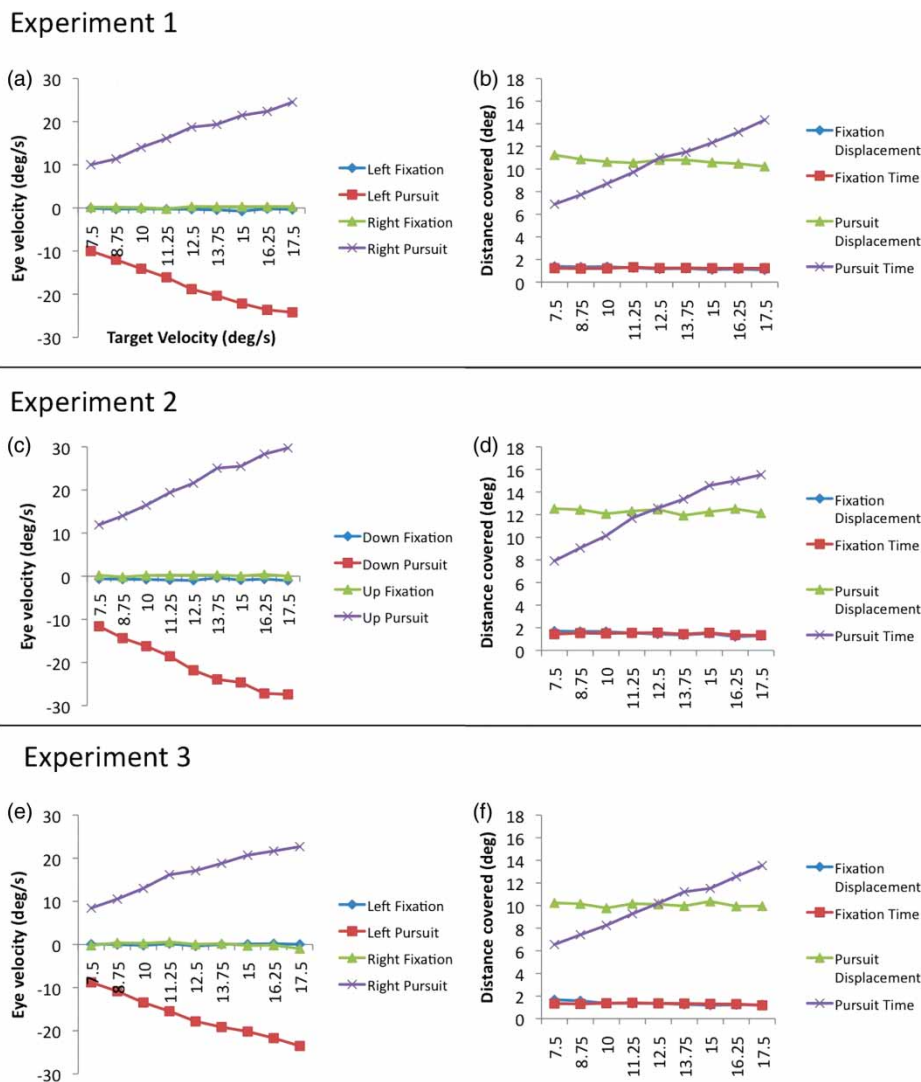 Experiment 1
(a)
Eye velocity (deg/s)
30
20
10
0
-10
-20
-30
7.5
8.75
10
11.25
12.5
13.75
15
16.25
17.5
Target Velocity (deg/s)
Left Fixation
Left Pursuit
Right Fixation
Right Pursuit
(b)
Distance covered (deg)
18
16
14
12
10
8
6
4
2
0
7.5
8.75
10
11.25
12.5
13.75
15
16.25
17.5
Fixation
Displacement
Fixation Time
Pursuit
Displacement
Pursuit Time
Experiment 2
(c)
Eye velocity (deg/s)
30
20
10
0
-10
-20
-30
7.5
8.75
10
11.25
12.5
13.75
15
16.25
17.5
Down Fixation
Down Pursuit
Up Fixation
Up Pursuit
(d)
Distance covered (deg)
18
16
14
12
10
8
6
4
2
0
7.5
8.75
10
11.25
12.5
13.75
15
16.25
17.5
Fixation
Displacement
Fixation Time
Pursuit
Displacement
Pursuit Time
Experiment 3
(e)
Eye velocity (deg/s)
30
20
10
0
-10
-20
-30
7.5
8.75
10
11.25
12.5
13.75
15
16.25
17.5
Left Fixation
Left Pursuit
Right Fixation
Right Pursuit
(f)
Distance covered (deg)
18
16
14
12
10
8
6
4
2
0
7.5
8.75
10
11.25
12.5
13.75
15
16.25
17.5
Fixation
Displacement
Fixation Time
Pursuit
Displacement
Pursuit Time